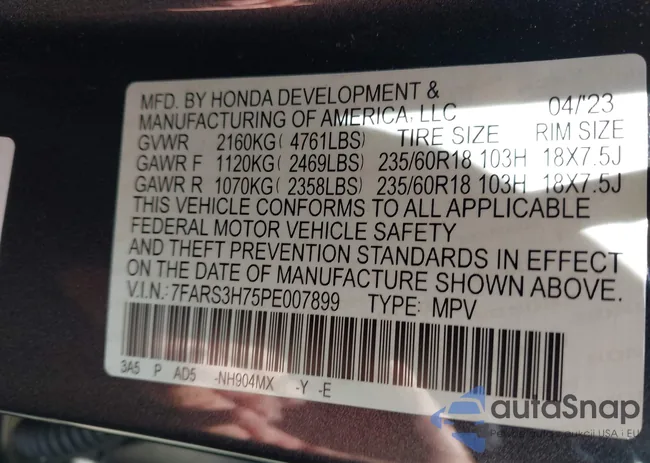 MFD. BY HONDA DEVELOPMENT &
MANUFACTURING OF AMERICA, LLC 04/'23
GVWR 2160KG( 4761LBS) TIRE SIZE RIM SIZE
GAWR F 1120KG( 2469LBS) 235/60R18 103H 18X7.5J
GAWR R 1070KG( 2358LBS) 235/60R18 103H 18X7.5J
THIS VEHICLE CONFORMS TO ALL APPLICABLE
FEDERAL MOTOR VEHICLE SAFETY
AND THEFT PREVENTION STANDARDS IN EFFECT
ON THE DATE OF MANUFACTURE SHOWN ABOVE.
V.I.N.: 7FARS3H75PE007899 TYPE: MPV
3A5 P AD5 -NH904MX -Y -E
autoSnap
USA | EU